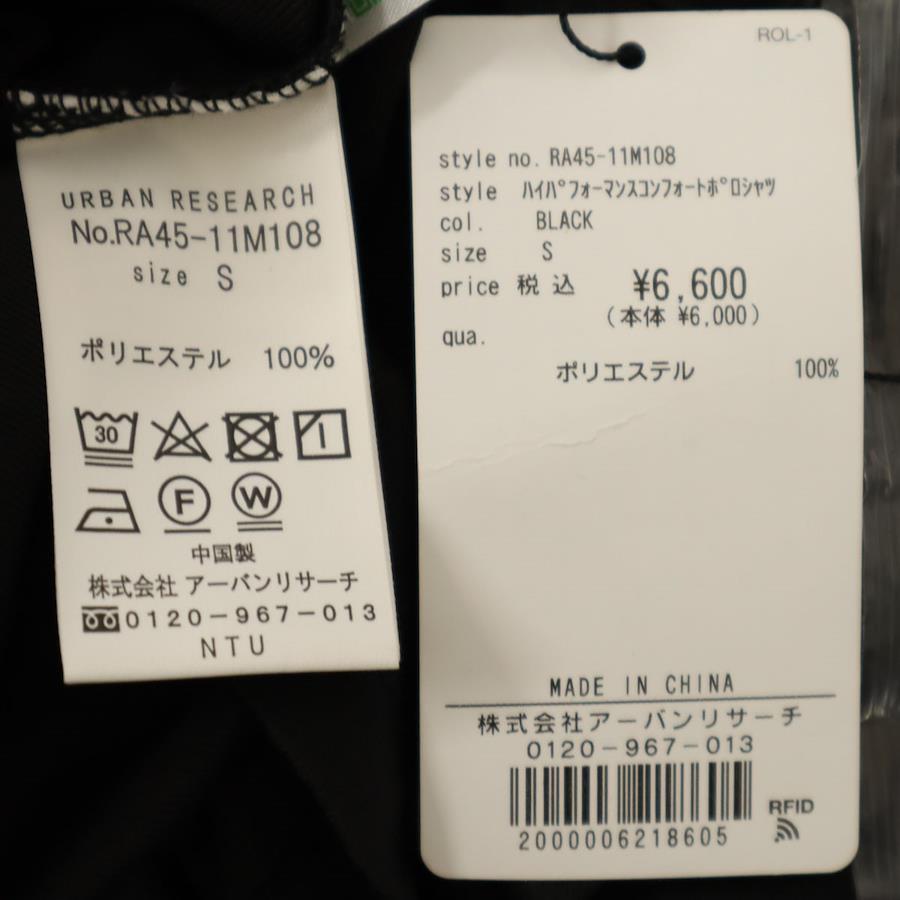 URBAN RESEARCH
No.RA45-11M108
size S
ポリエステル 100%
30
F W
中国製
株式会社 アーバンリサーチ
0120-967-013
NTU
ROL-1
style no. RA45-11M108
style ﾊｲﾊﾟﾌｫｰﾏﾝｽｺﾝﾌｫｰﾄﾎﾟﾛｼｬﾂ
col. BLACK
size S
price 税込 ¥6,600
(本体 ¥6,000)
qua.
ポリエステル 100%
MADE IN CHINA
株式会社アーバンリサーチ
0120-967-013
RFID
2000006218605